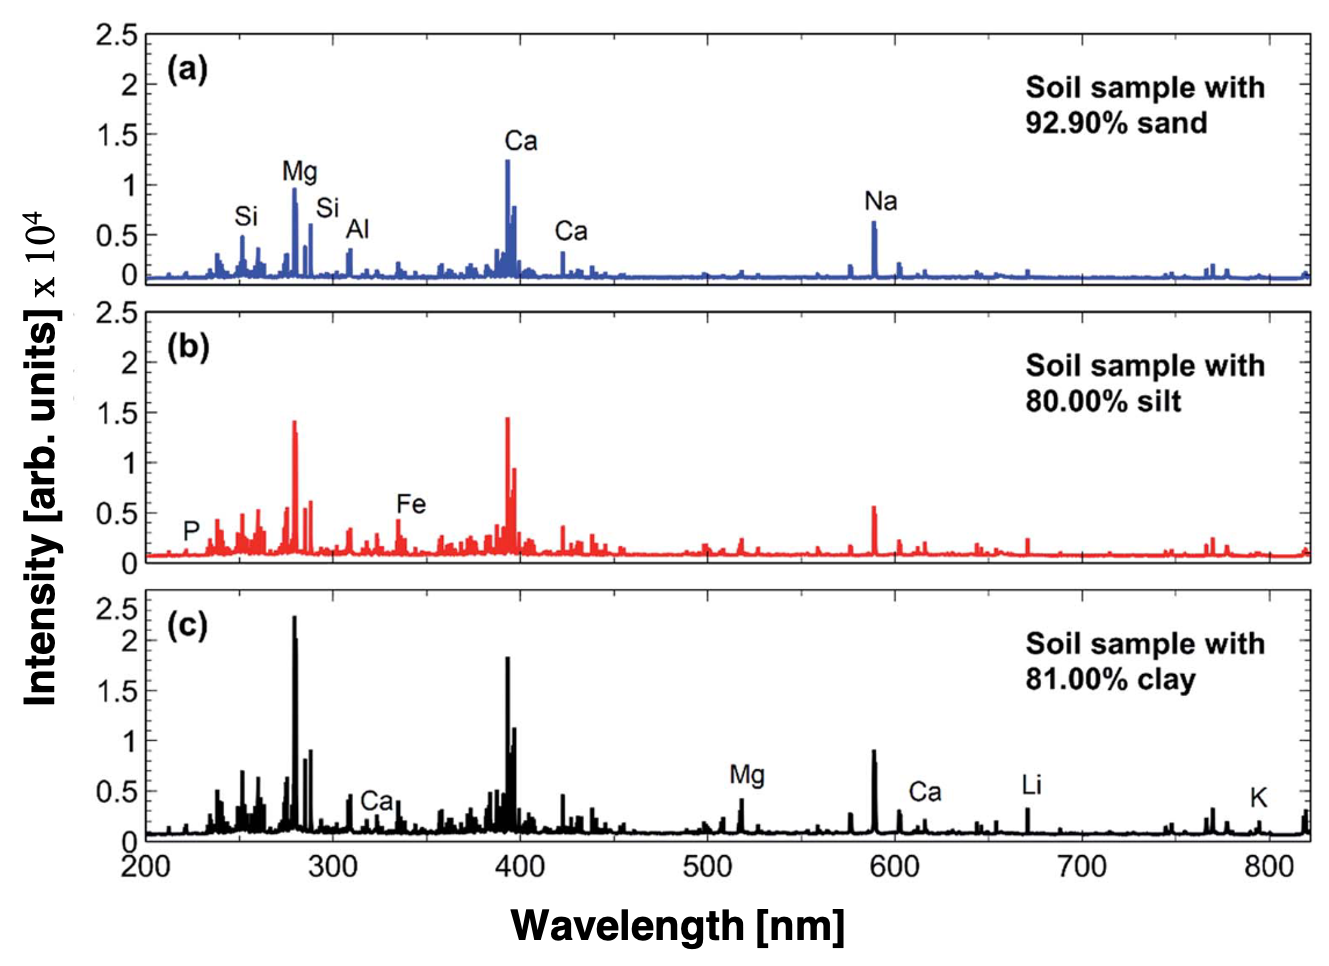 Intensity [arb. units] x 10⁴
2.5
2
1.5
1
0.5
0
(a)
Soil sample with
92.90% sand
Si
Mg
Si
Al
Ca
Ca
Na
2.5
2
1.5
1
0.5
0
(b)
Soil sample with
80.00% silt
P
Fe
2.5
2
1.5
1
0.5
0
(c)
Soil sample with
81.00% clay
Ca
Mg
Ca
Li
K
200 300 400 500 600 700 800
Wavelength [nm]